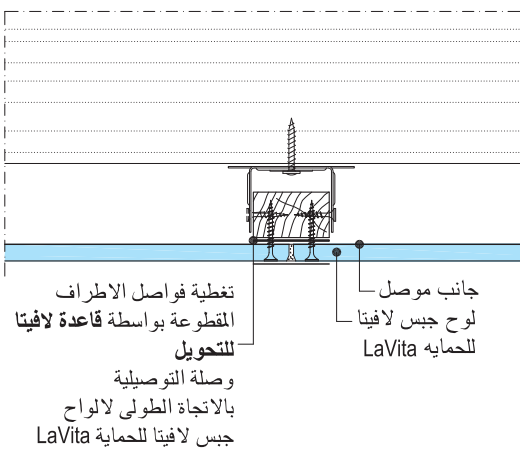 جانب موصل
لوح جبس لافيتا
للحمايه LaVita
تغطية فواصل الاطراف
المقطوعة بواسطة قاعدة لافيتا
للتحويل
وصلة التوصيلية
بالاتجاة الطولى لالواح
جبس لافيتا للحماية LaVita